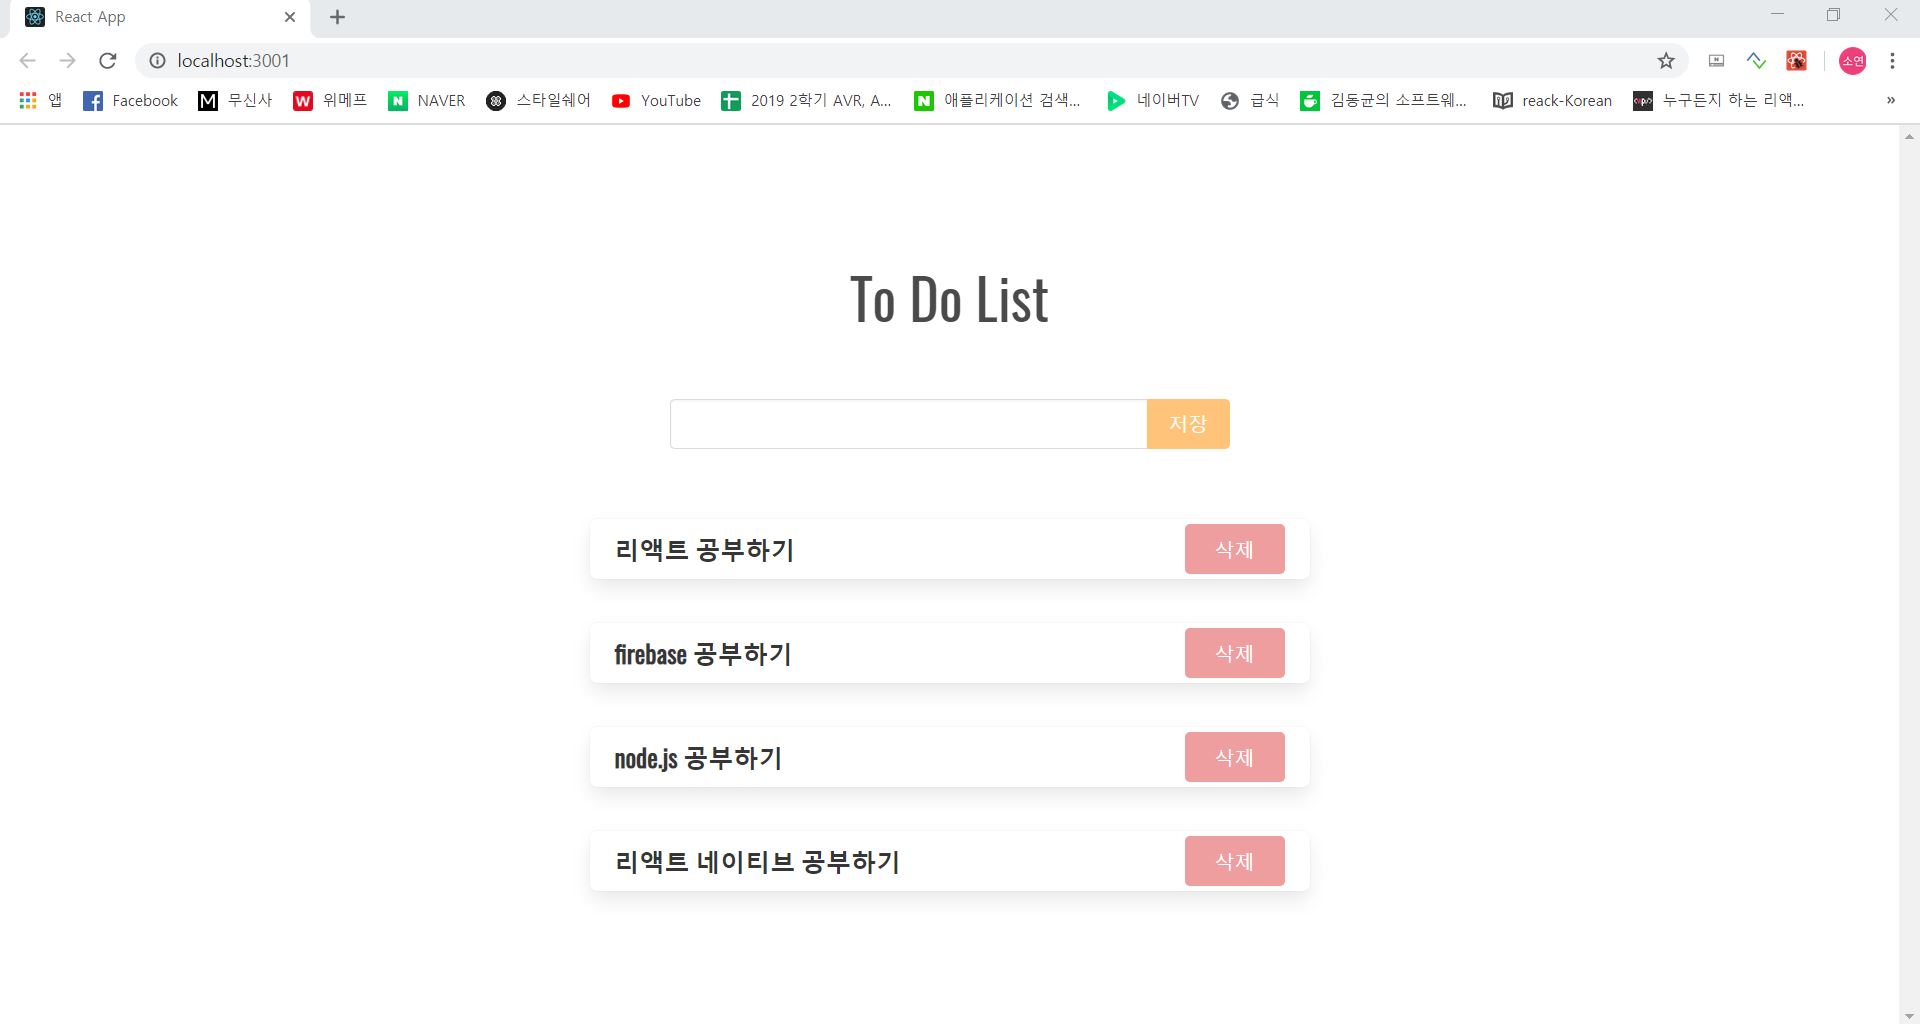 React App
localhost:3001
소연
앱 Facebook 무신사 위메프 NAVER 스타일쉐어 YouTube 2019 2학기 AVR, A... 애플리케이션 검색... 네이버TV 급식 김동균의 소프트웨... reack-Korean 누구든지 하는 리액... »
To Do List
저장
리액트 공부하기 삭제
firebase 공부하기 삭제
node.js 공부하기 삭제
리액트 네이티브 공부하기 삭제